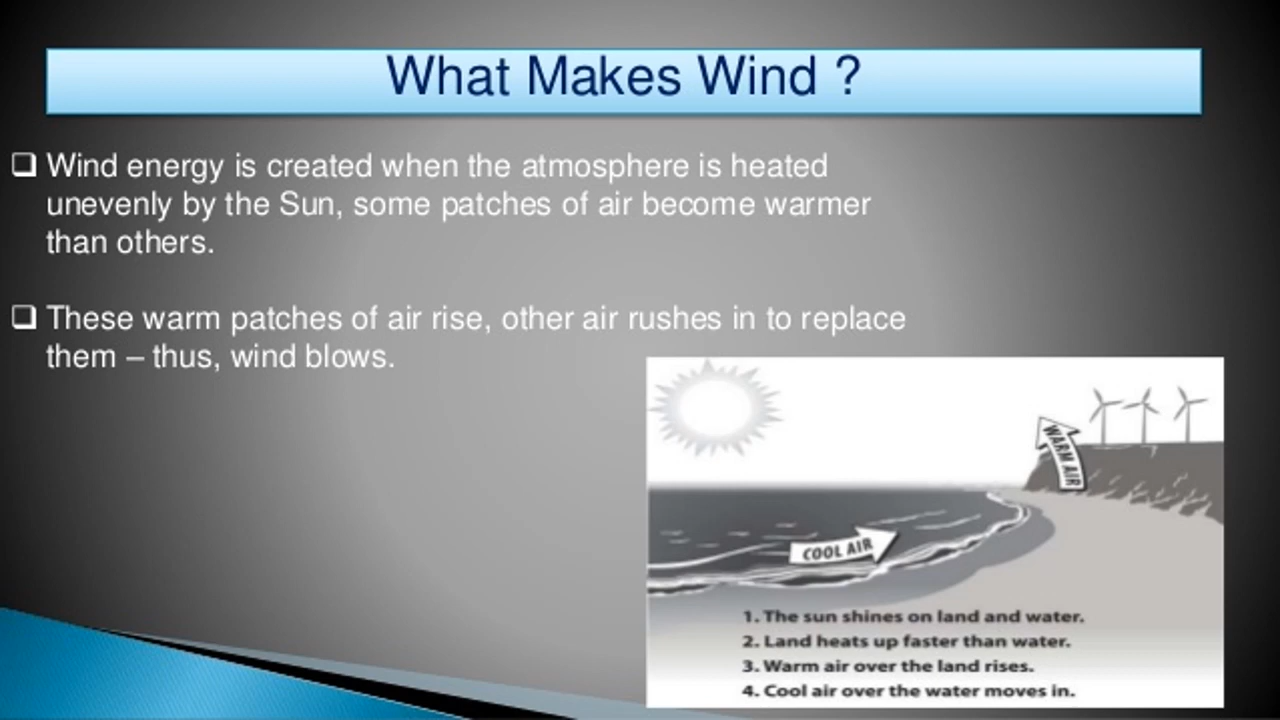 What Makes Wind ?
❑ Wind energy is created when the atmosphere is heated
unevenly by the Sun, some patches of air become warmer
than others.
❑ These warm patches of air rise, other air rushes in to replace
them – thus, wind blows.
WARM AIR
COOL AIR
1. The sun shines on land and water.
2. Land heats up faster than water.
3. Warm air over the land rises.
4. Cool air over the water moves in.